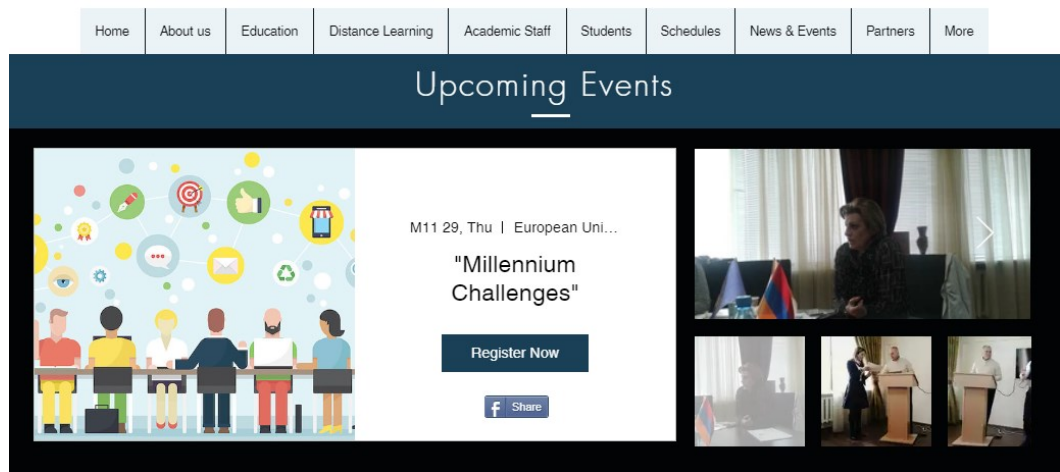 Home About us Education Distance Learning Academic Staff Students Schedules News & Events Partners More
Upcoming Events
M11 29, Thu | European Uni...
"Millennium
Challenges"
Register Now
f Share